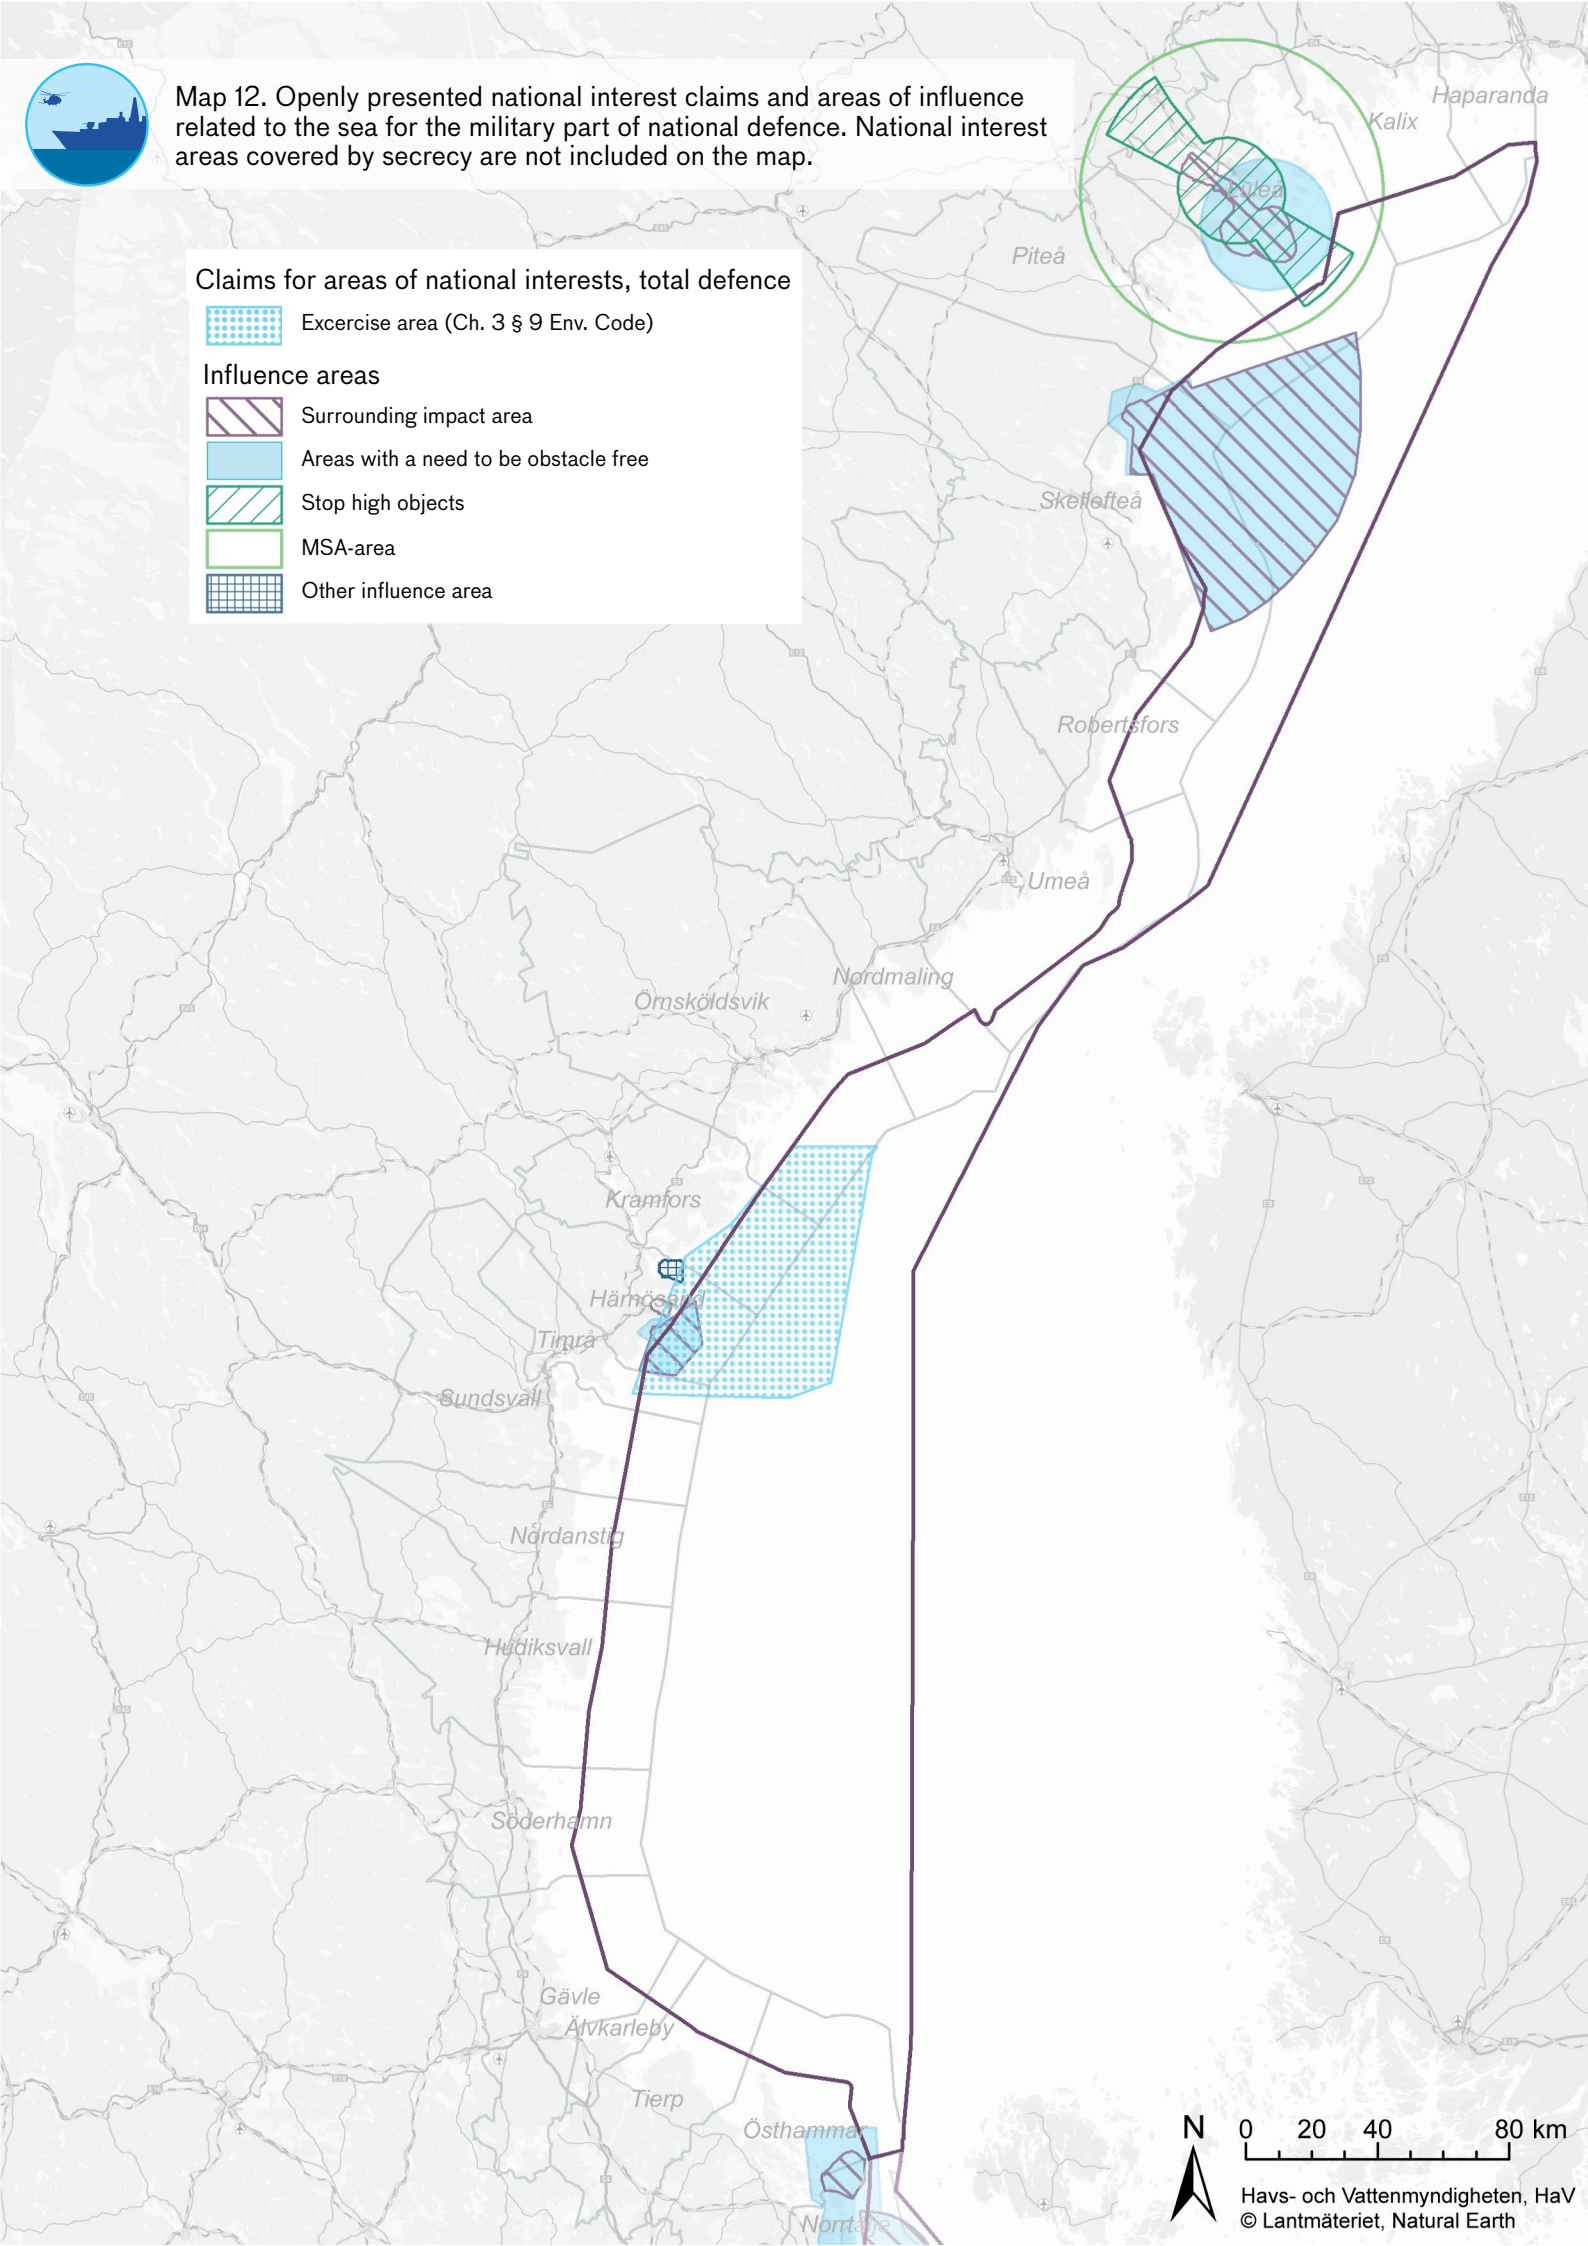 Map 12. Openly presented national interest claims and areas of influence
related to the sea for the military part of national defence. National interest
areas covered by secrecy are not included on the map.
Claims for areas of national interests, total defence
Excercise area (Ch. 3 § 9 Env. Code)
Influence areas
Surrounding impact area
Areas with a need to be obstacle free
Stop high objects
MSA-area
Other influence area
Haparanda
Kalix
Luleå
Piteå
Skellefteå
Robertsfors
Umeå
Nordmaling
Örnsköldsvik
Kramfors
Härnösand
Timrå
Sundsvall
Nordanstig
Hudiksvall
Söderhamn
Gävle
Älvkarleby
Tierp
Östhammar
Norrtälje
N
0 20 40 80 km
Havs- och Vattenmyndigheten, HaV
© Lantmäteriet, Natural Earth